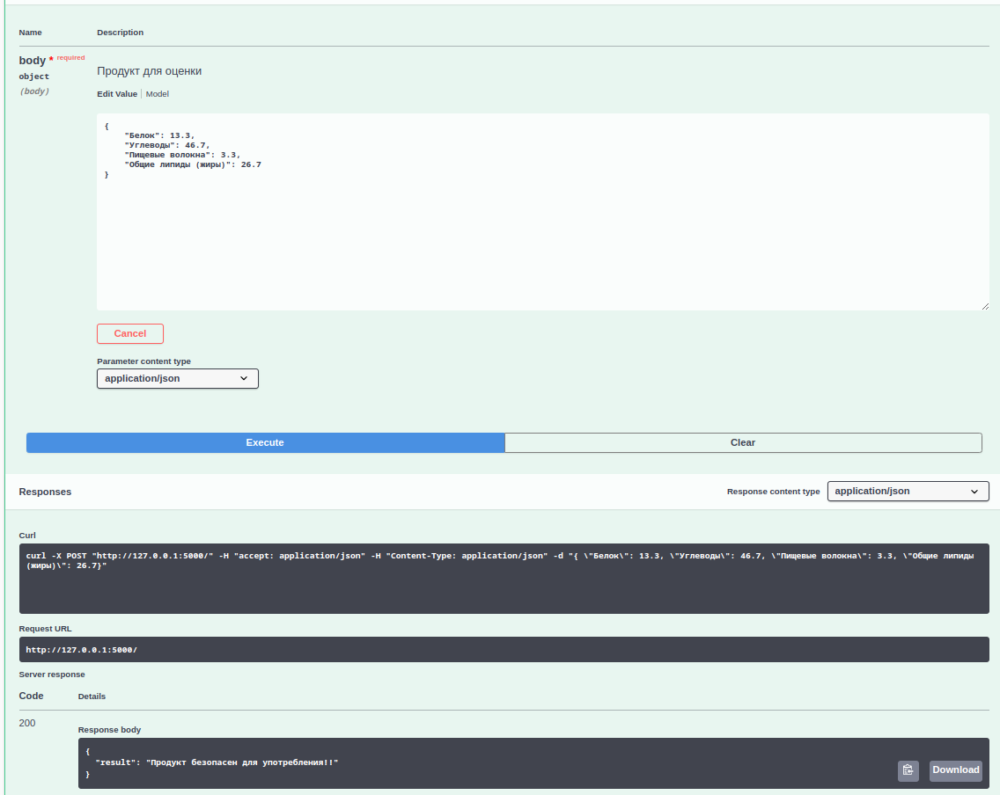 Name Description
body * required
object
(body)
Продукт для оценки
Edit Value | Model
{
    "Белок": 13.3,
    "Углеводы": 46.7,
    "Пищевые волокна": 3.3,
    "Общие липиды (жиры)": 26.7
}
Cancel
Parameter content type
application/json
Execute Clear
Responses Response content type application/json
Curl
curl -X POST "http://127.0.0.1:5000/" -H "accept: application/json" -H "Content-Type: application/json" -d "{ \"Белок\": 13.3, \"Углеводы\": 46.7, \"Пищевые волокна\": 3.3, \"Общие липиды
(жиры)\": 26.7}"
Request URL
http://127.0.0.1:5000/
Server response
Code Details
200
Response body
{
  "result": "Продукт безопасен для употребления!!"
}
Download